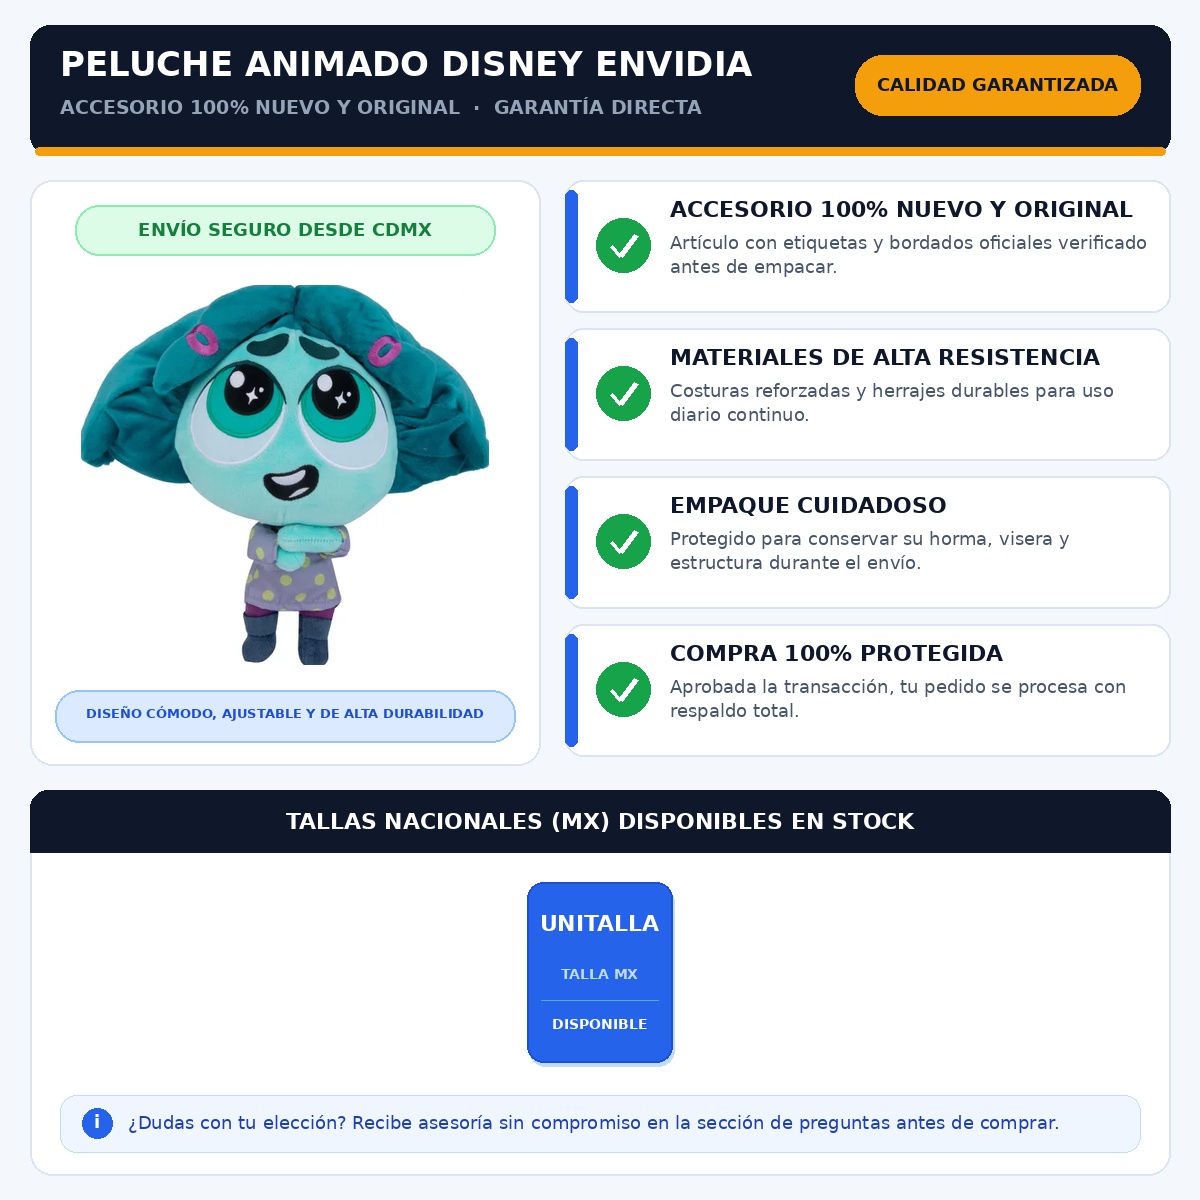 PELUCHE ANIMADO DISNEY ENVIDIA
ACCESORIO 100% NUEVO Y ORIGINAL · GARANTÍA DIRECTA
CALIDAD GARANTIZADA
ENVÍO SEGURO DESDE CDMX
DISEÑO CÓMODO, AJUSTABLE Y DE ALTA DURABILIDAD
ACCESORIO 100% NUEVO Y ORIGINAL
Artículo con etiquetas y bordados oficiales verificado
antes de empacar.
MATERIALES DE ALTA RESISTENCIA
Costuras reforzadas y herrajes durables para uso
diario continuo.
EMPAQUE CUIDADOSO
Protegido para conservar su horma, visera y
estructura durante el envío.
COMPRA 100% PROTEGIDA
Aprobada la transacción, tu pedido se procesa con
respaldo total.
TALLAS NACIONALES (MX) DISPONIBLES EN STOCK
UNITALLA
TALLA MX
DISPONIBLE
i ¿Dudas con tu elección? Recibe asesoría sin compromiso en la sección de preguntas antes de comprar.